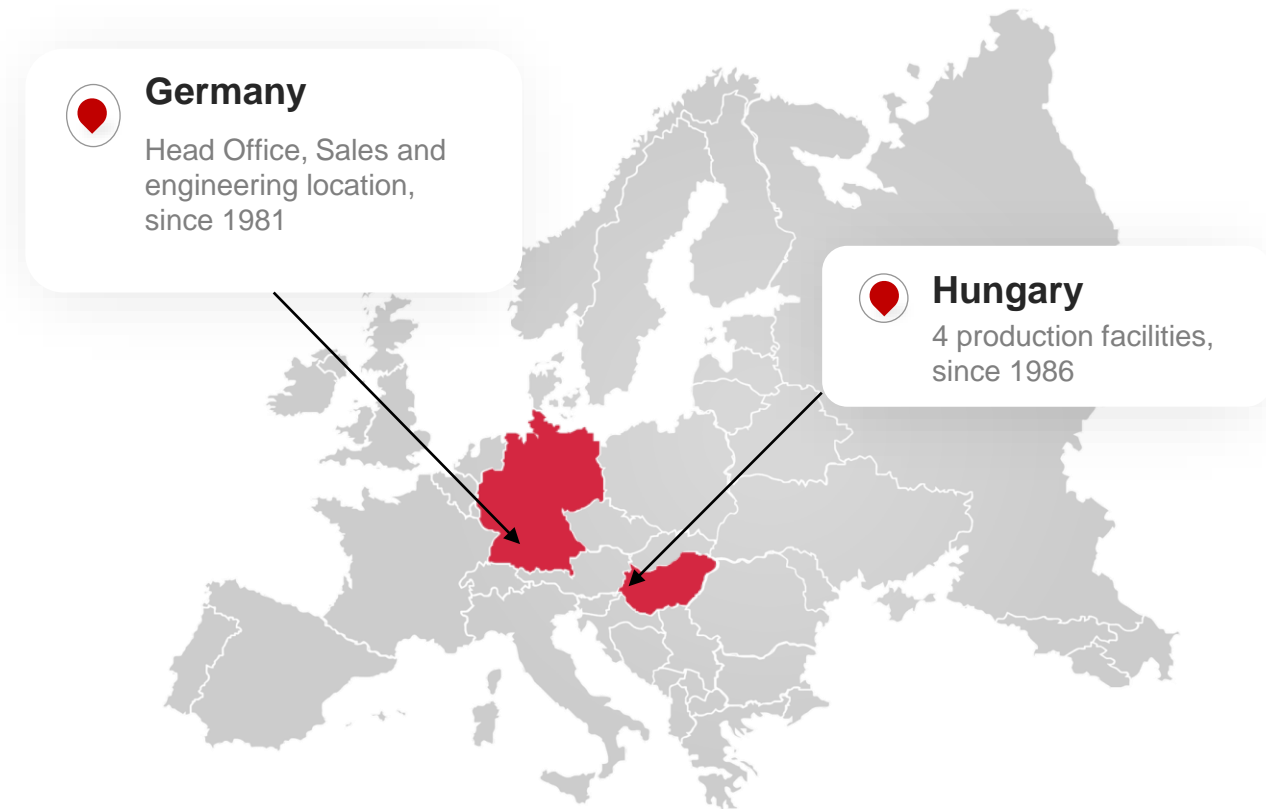 Germany
Head Office, Sales and
engineering location,
since 1981
Hungary
4 production facilities,
since 1986